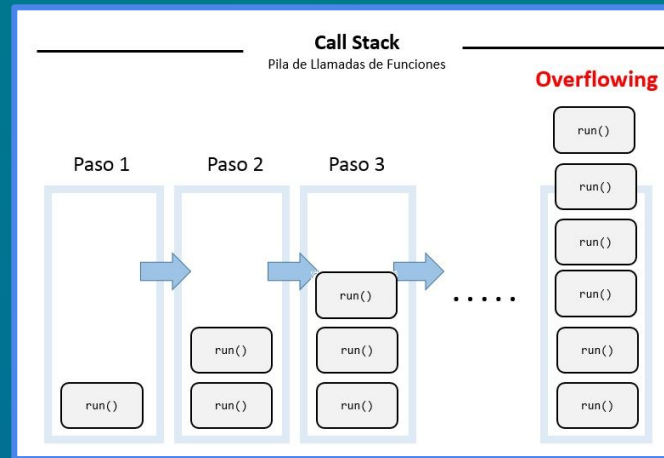 Call Stack
Pila de Llamadas de Funciones
Overflowing
Paso 1
Paso 2
Paso 3
run()
run()
run()
run()
run()
run()
. . . . .
run()
run()
run()
run()
run()
run()